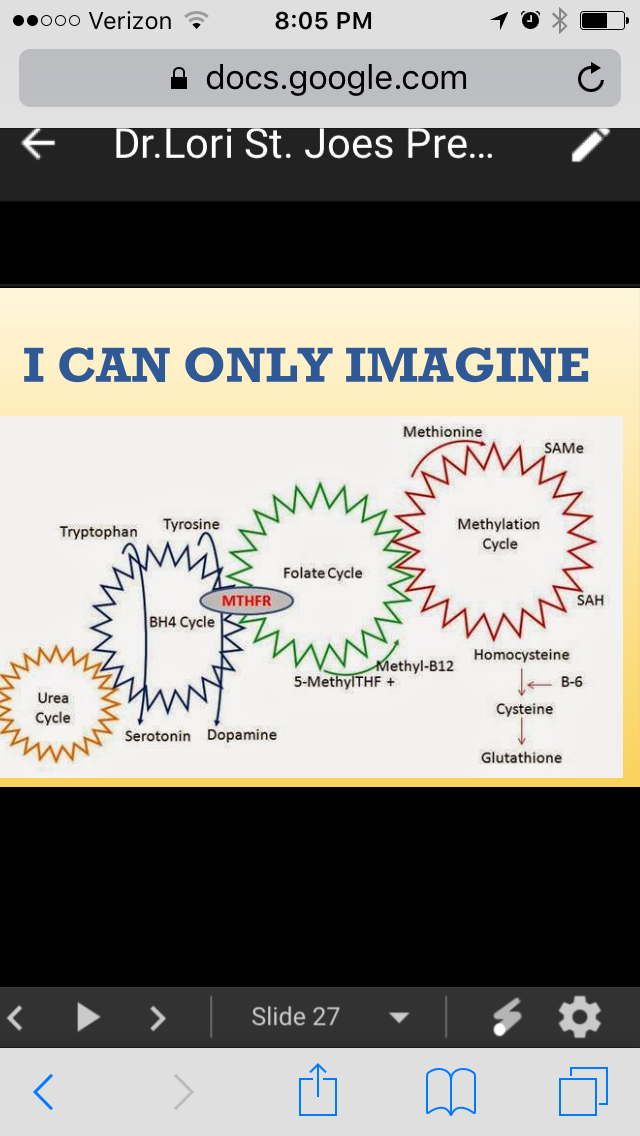 Verizon 8:05 PM
docs.google.com
Dr.Lori St. Joes Pre...
I CAN ONLY IMAGINE
Methionine
SAMe
Tryptophan
Tyrosine
Methylation
Cycle
Folate Cycle
MTHFR
SAH
BH4 Cycle
Homocysteine
Methyl-B12
5-MethylTHF +
B-6
Urea
Cycle
Cysteine
Serotonin
Dopamine
Glutathione
Slide 27